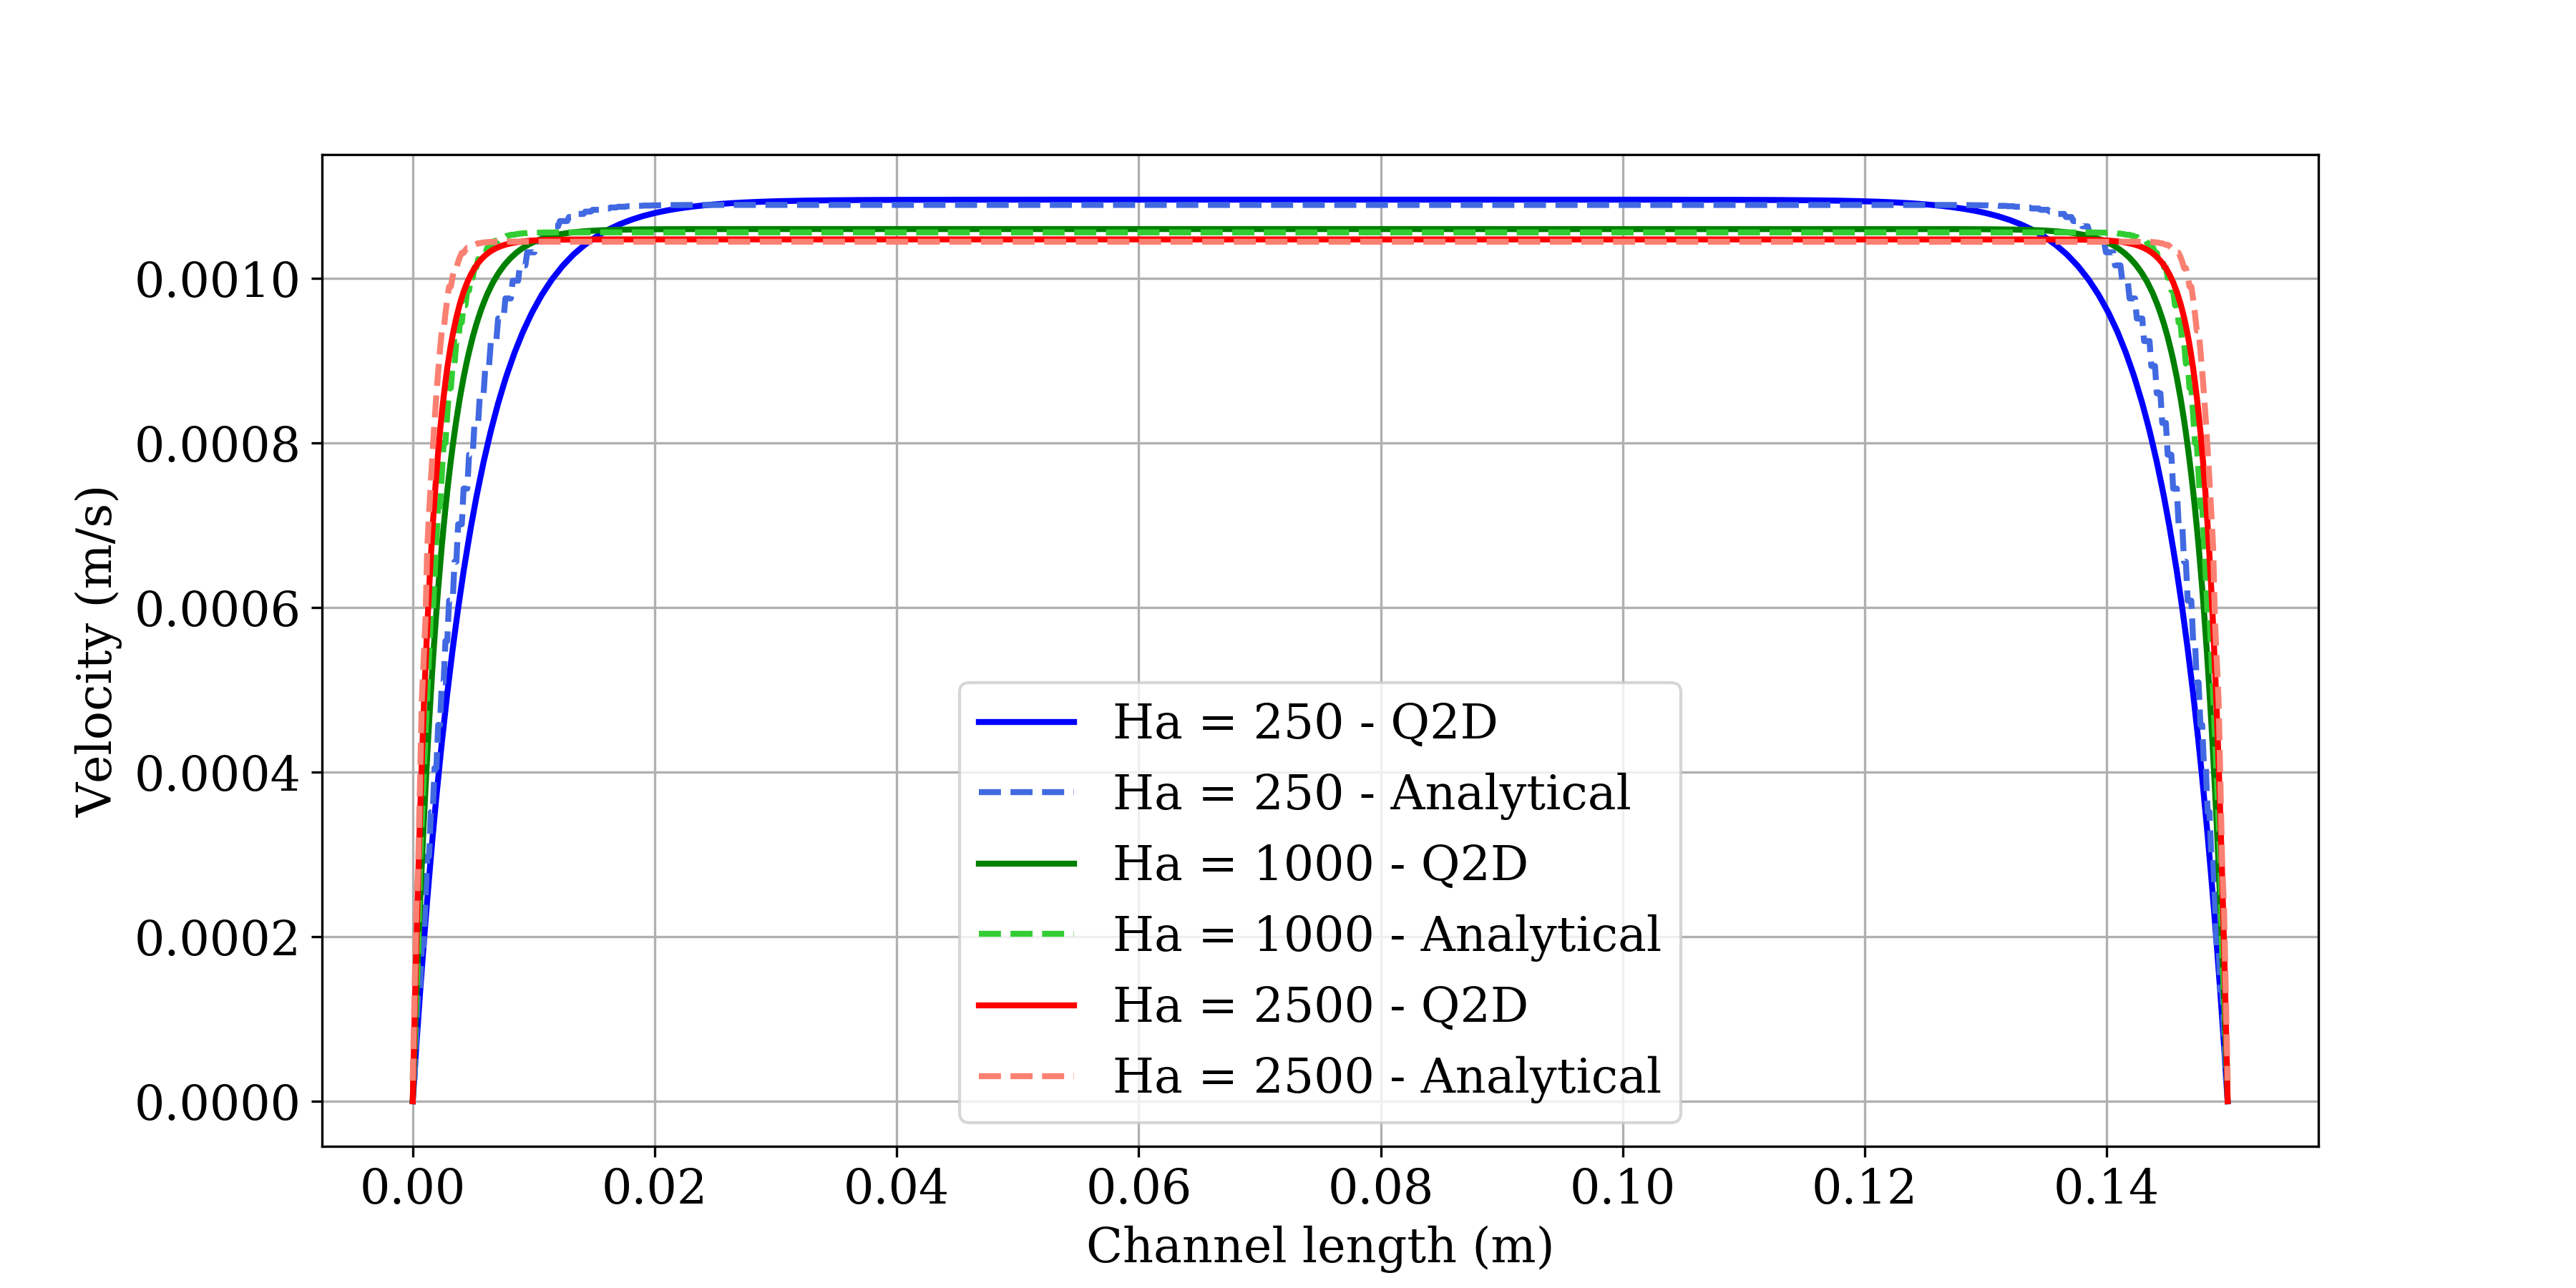 0.0010
0.0008
0.0006
0.0004
0.0002
0.0000
Velocity (m/s)
Ha = 250 - Q2D
Ha = 250 - Analytical
Ha = 1000 - Q2D
Ha = 1000 - Analytical
Ha = 2500 - Q2D
Ha = 2500 - Analytical
0.00 0.02 0.04 0.06 0.08 0.10 0.12 0.14
Channel length (m)